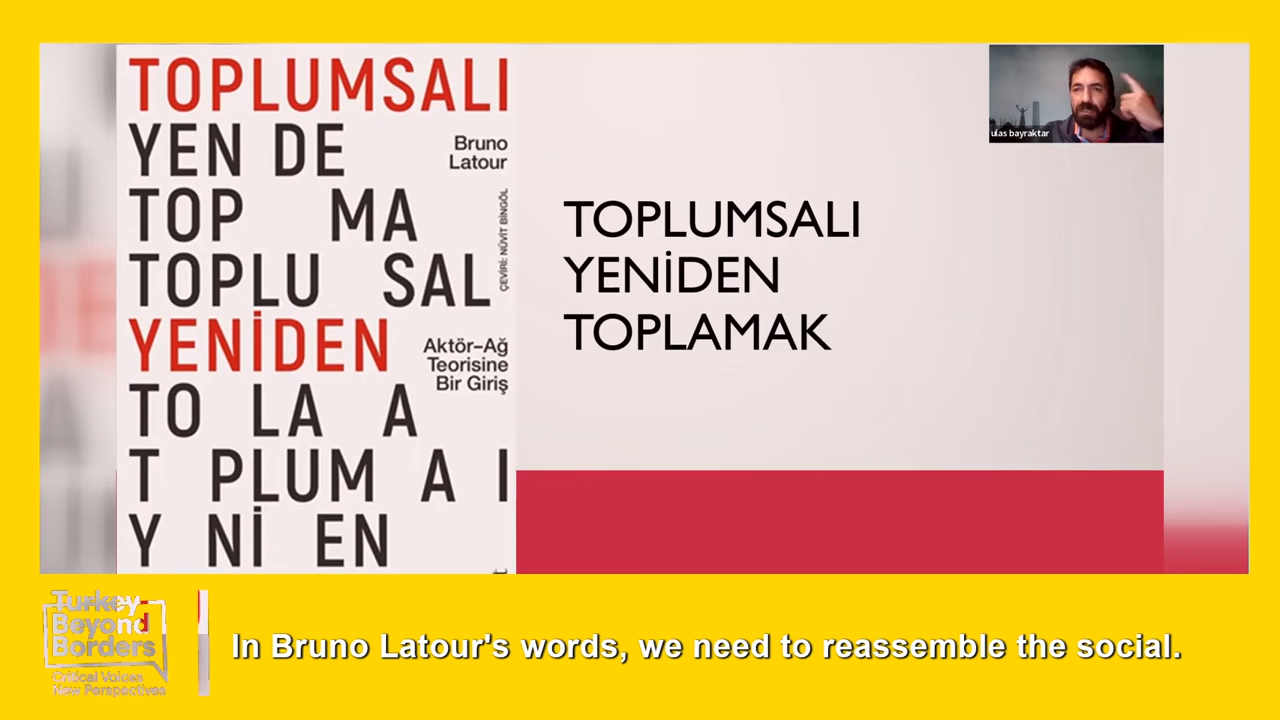 TOPLUMSALI
YEN DE
TOP MA
TOPLU SAL
YENİDEN
TO LA A
T PLUM A I
Y Nİ EN
Bruno
Latour
ÇEVİRİ: NÜVİT BİNGÖL
Aktör–Ağ
Teorisine
Bir Giriş
TOPLUMSALI
YENİDEN
TOPLAMAK
ulas bayraktar
Turkey
Beyond
Borders
Critical Voices
New Perspectives
In Bruno Latour's words, we need to reassemble the social.